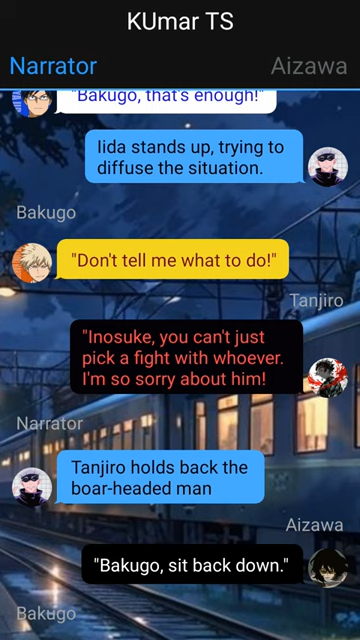 KUmar TS
Narrator
Aizawa
"Bakugo, that's enough!"
Iida stands up, trying to
diffuse the situation.
Bakugo
"Don't tell me what to do!"
Tanjiro
"Inosuke, you can't just
pick a fight with whoever.
I'm so sorry about him!
Narrator
Tanjiro holds back the
boar-headed man
Aizawa
"Bakugo, sit back down."
Bakugo